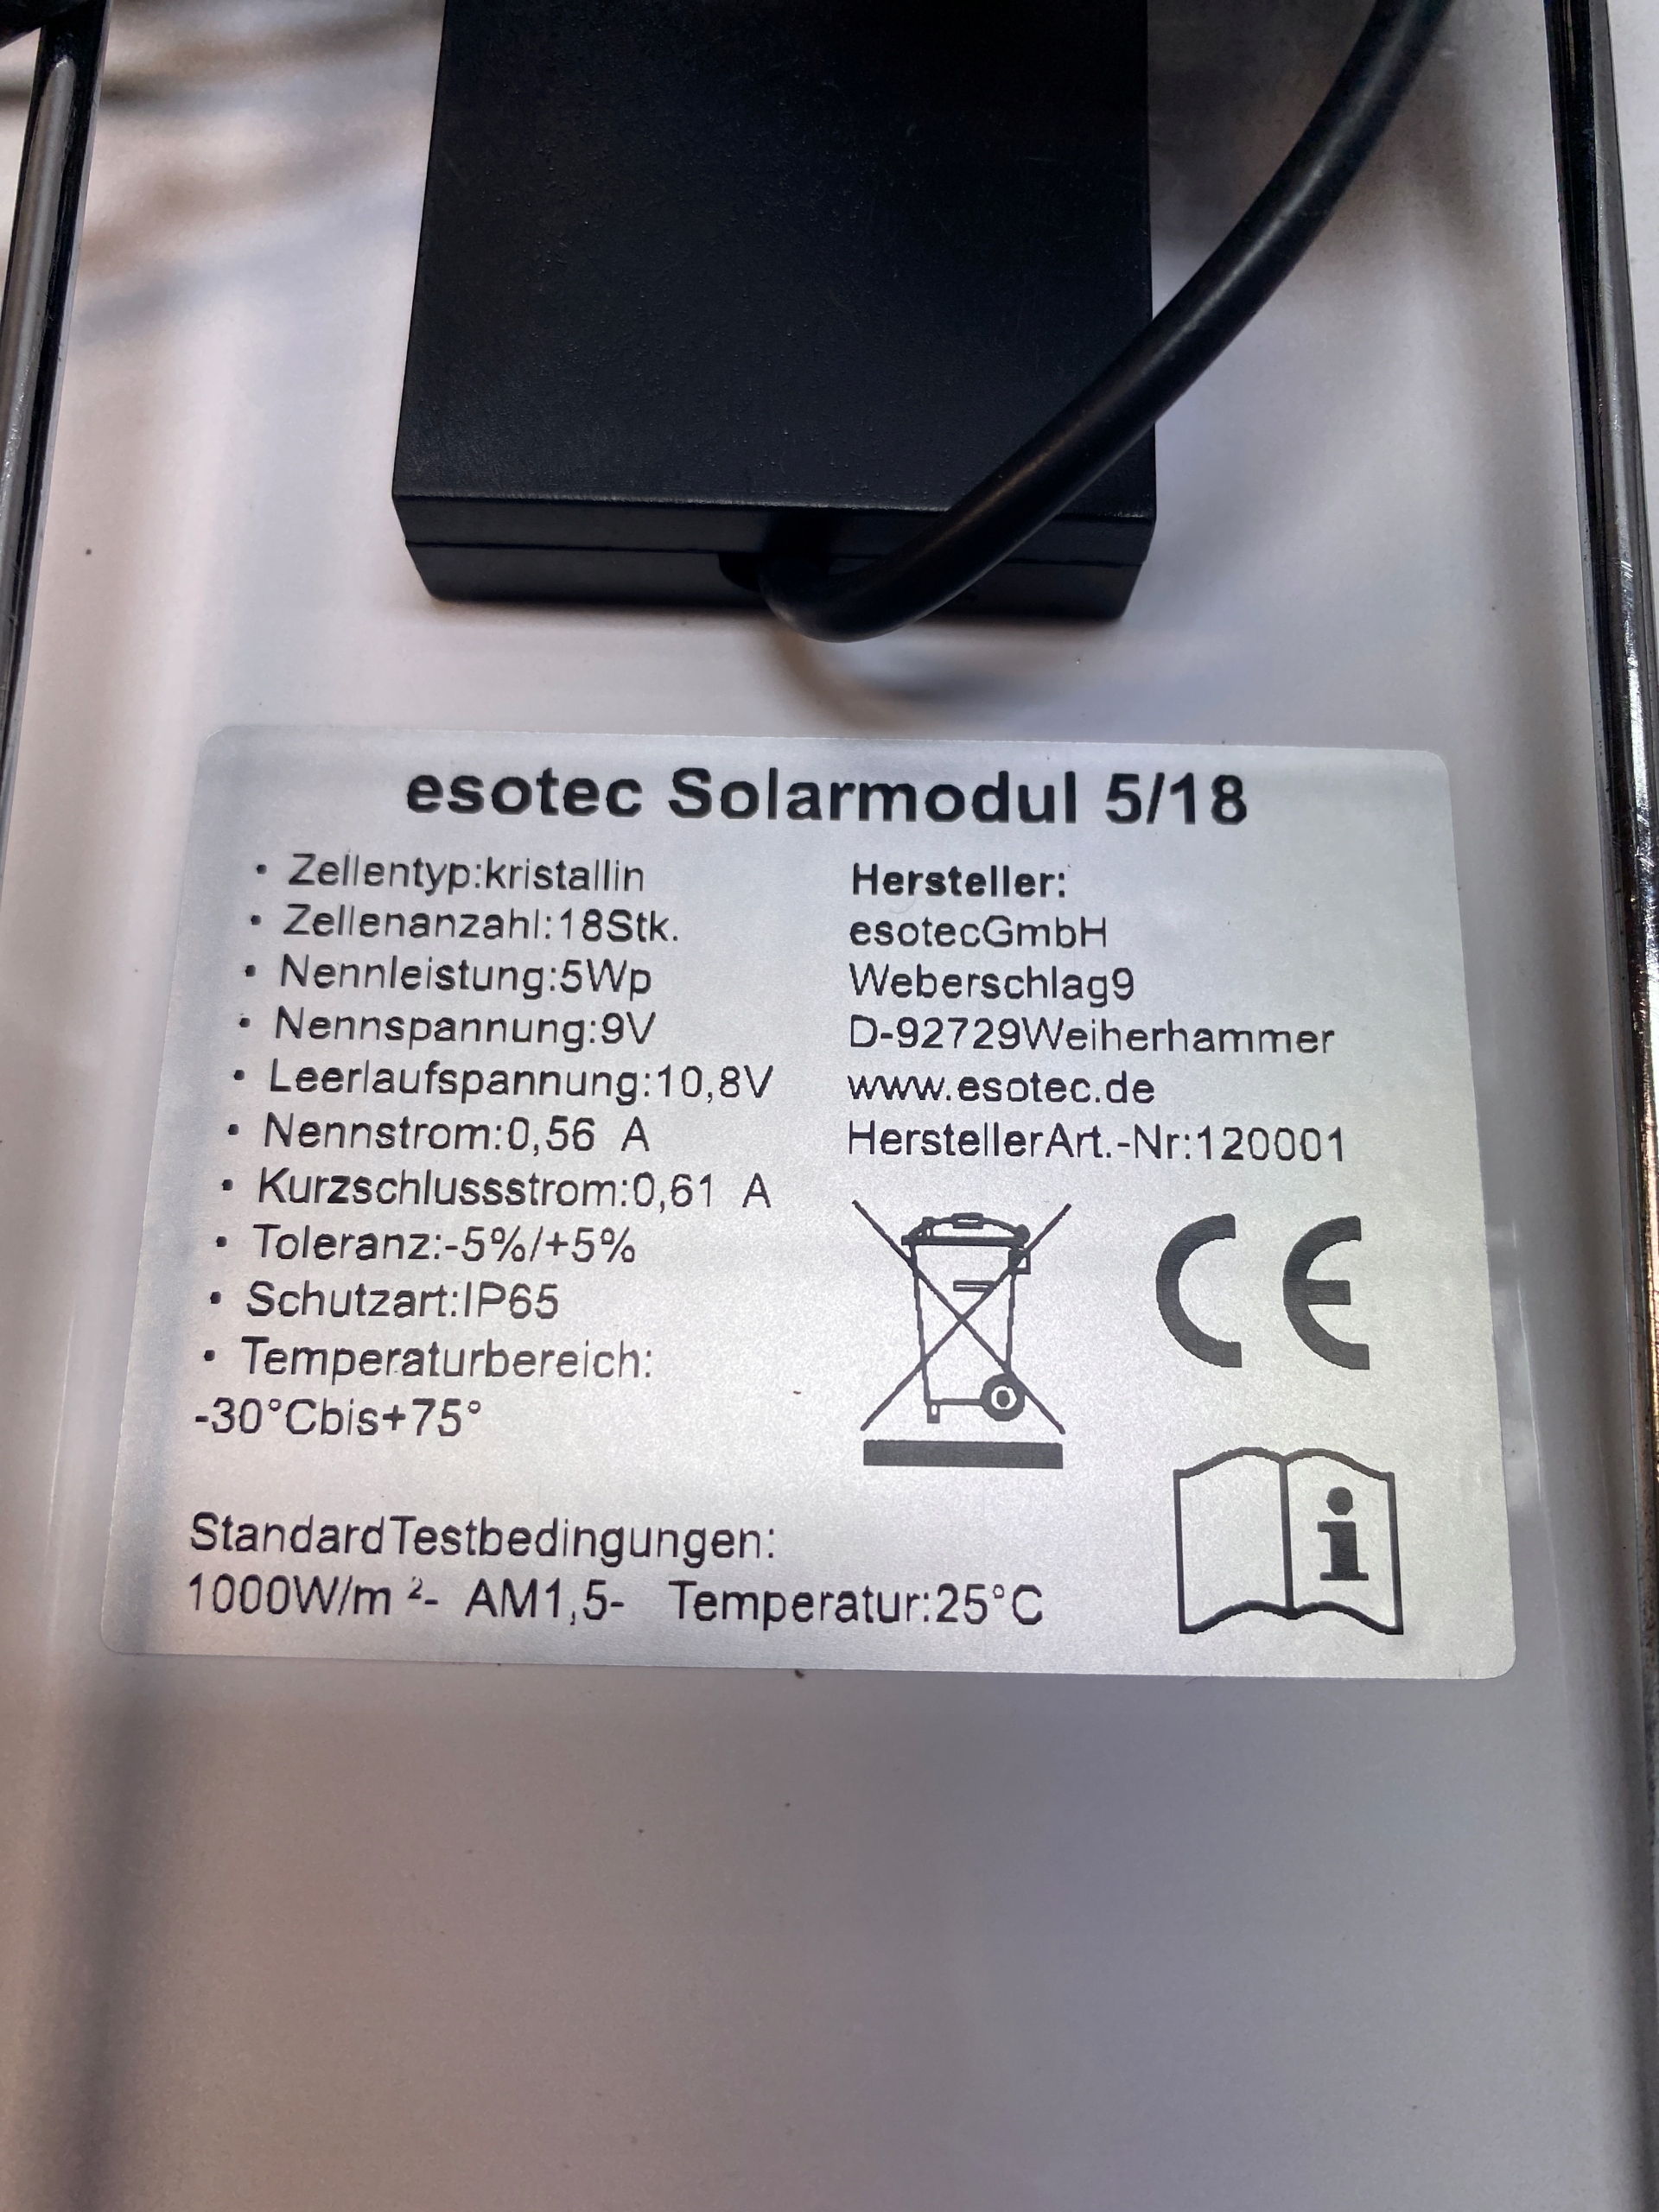 esotec Solarmodul 5/18
• Zellentyp:kristallin
• Zellenanzahl:18Stk.
• Nennleistung:5Wp
• Nennspannung:9V
• Leerlaufspannung:10,8V
• Nennstrom:0,56 A
• Kurzschlussstrom:0,61 A
• Toleranz:-5%/+5%
• Schutzart:IP65
• Temperaturbereich:
-30°Cbis+75°
Hersteller:
esotecGmbH
Weberschlag9
D-92729Weiherhammer
www.esotec.de
HerstellerArt.-Nr:120001
CE
i
StandardTestbedingungen:
1000W/m ²- AM1,5- Temperatur:25°C